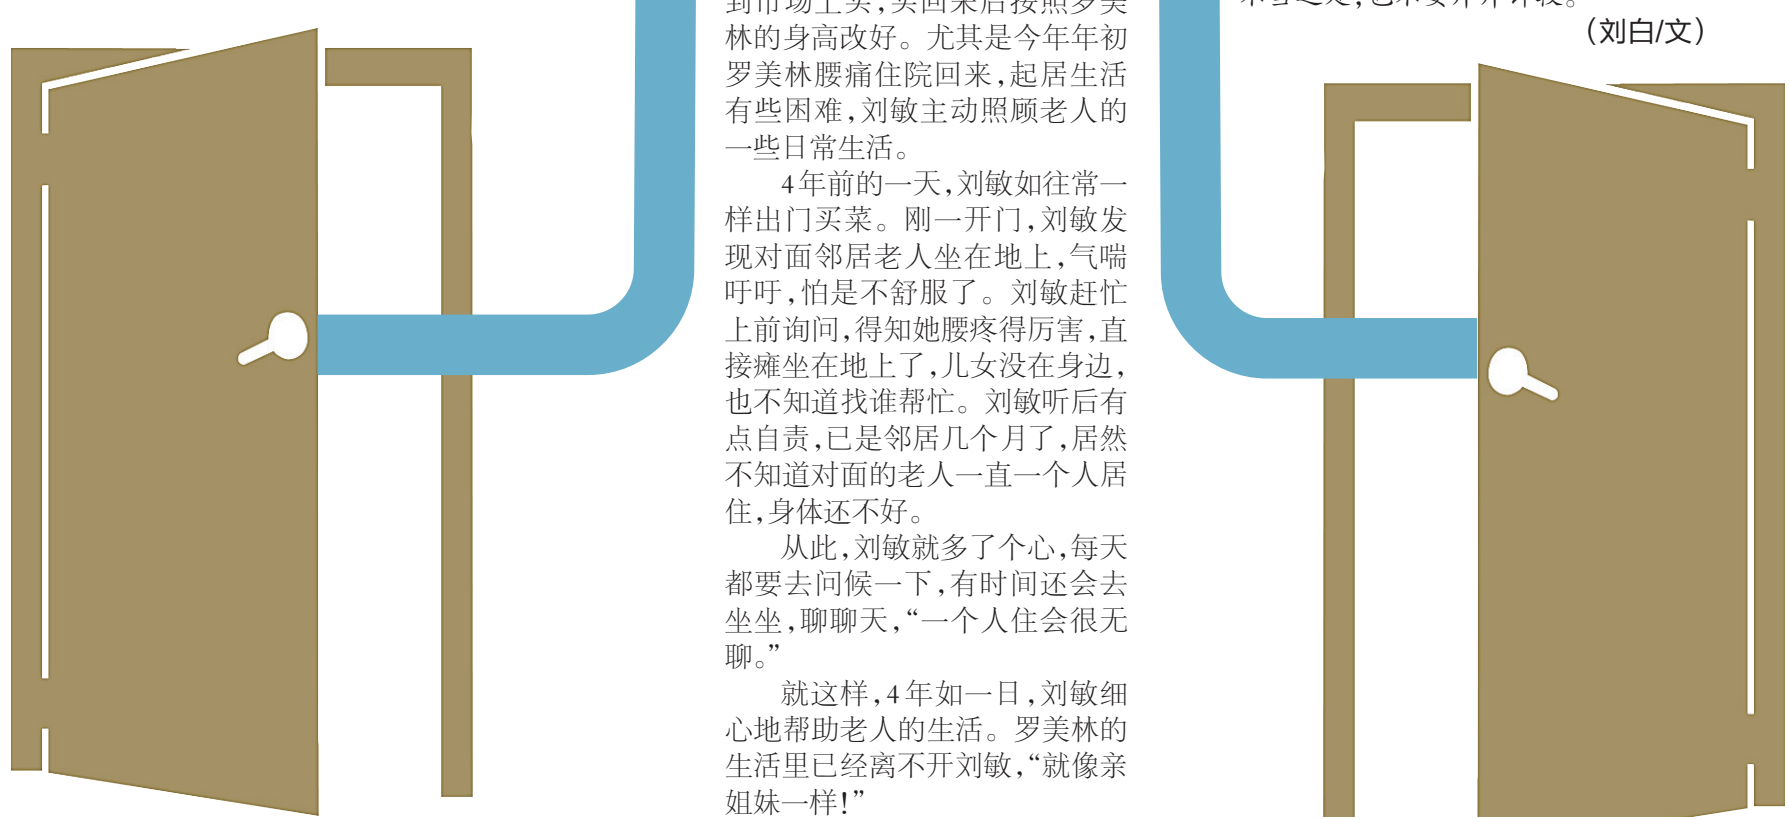 到市场上买,买回来后按照罗美
林的身高改好。尤其是今年年初
罗美林腰痛住院回来,起居生活
有些困难,刘敏主动照顾老人的
一些日常生活。
4年前的一天,刘敏如往常一
样出门买菜。刚一开门,刘敏发
现对面邻居老人坐在地上,气喘
吁吁,怕是不舒服了。刘敏赶忙
上前询问,得知她腰疼得厉害,直
接瘫坐在地上了,儿女没在身边,
也不知道找谁帮忙。刘敏听后有
点自责,已是邻居几个月了,居然
不知道对面的老人一直一个人居
住,身体还不好。
从此,刘敏就多了个心,每天
都要去问候一下,有时间还会去
坐坐,聊聊天,“一个人住会很无
聊。”
就这样,4年如一日,刘敏细
心地帮助老人的生活。罗美林的
生活里已经离不开刘敏,“就像亲
姐妹一样!”
(刘白/文)